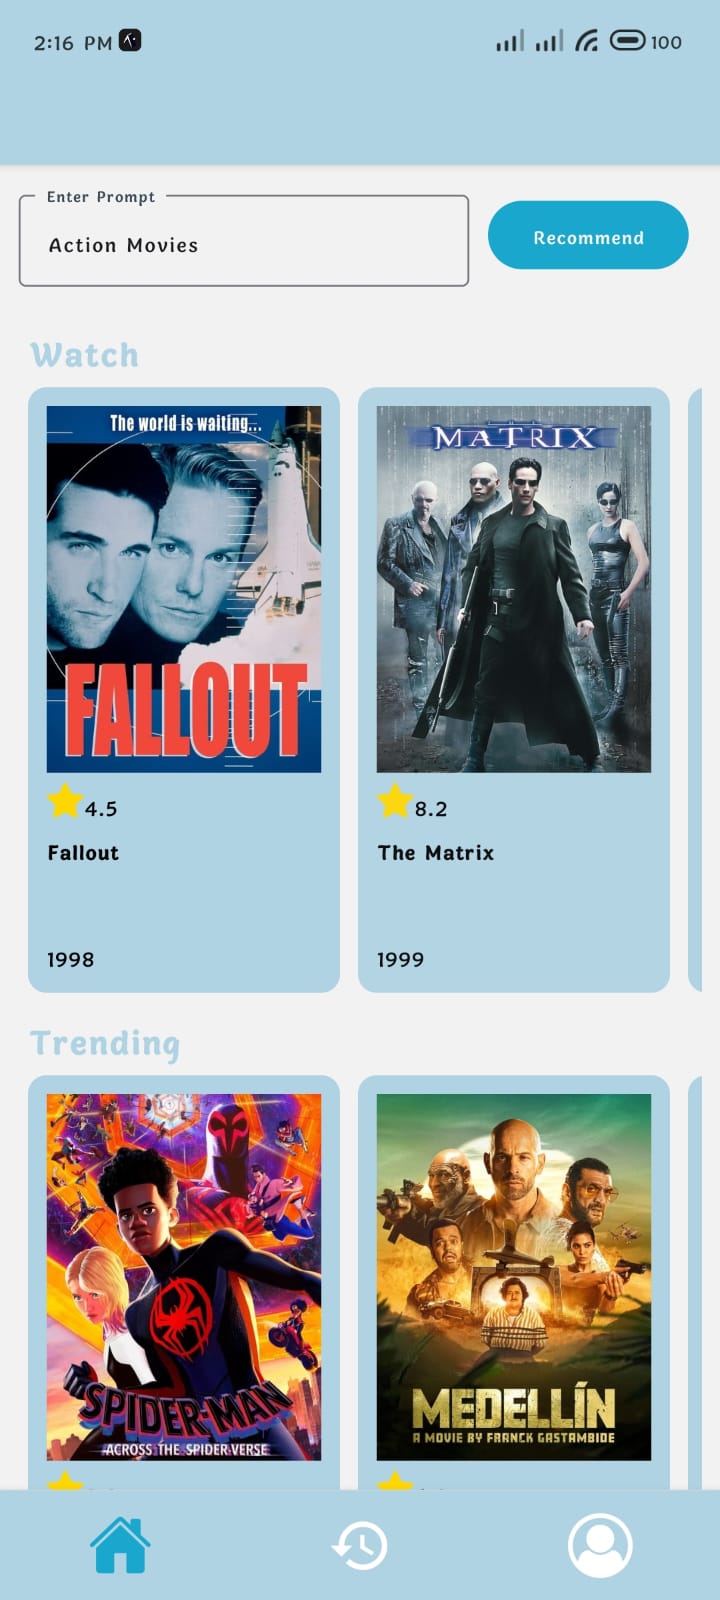 2:16 PM
100
Enter Prompt
Action Movies
Recommend
Watch
The world is waiting...
FALLOUT
4.5
Fallout
1998
MATRIX
8.2
The Matrix
1999
Trending
SPIDER-MAN
ACROSS THE SPIDER-VERSE
MEDELLÍN
A MOVIE BY FRANCK GASTAMBIDE